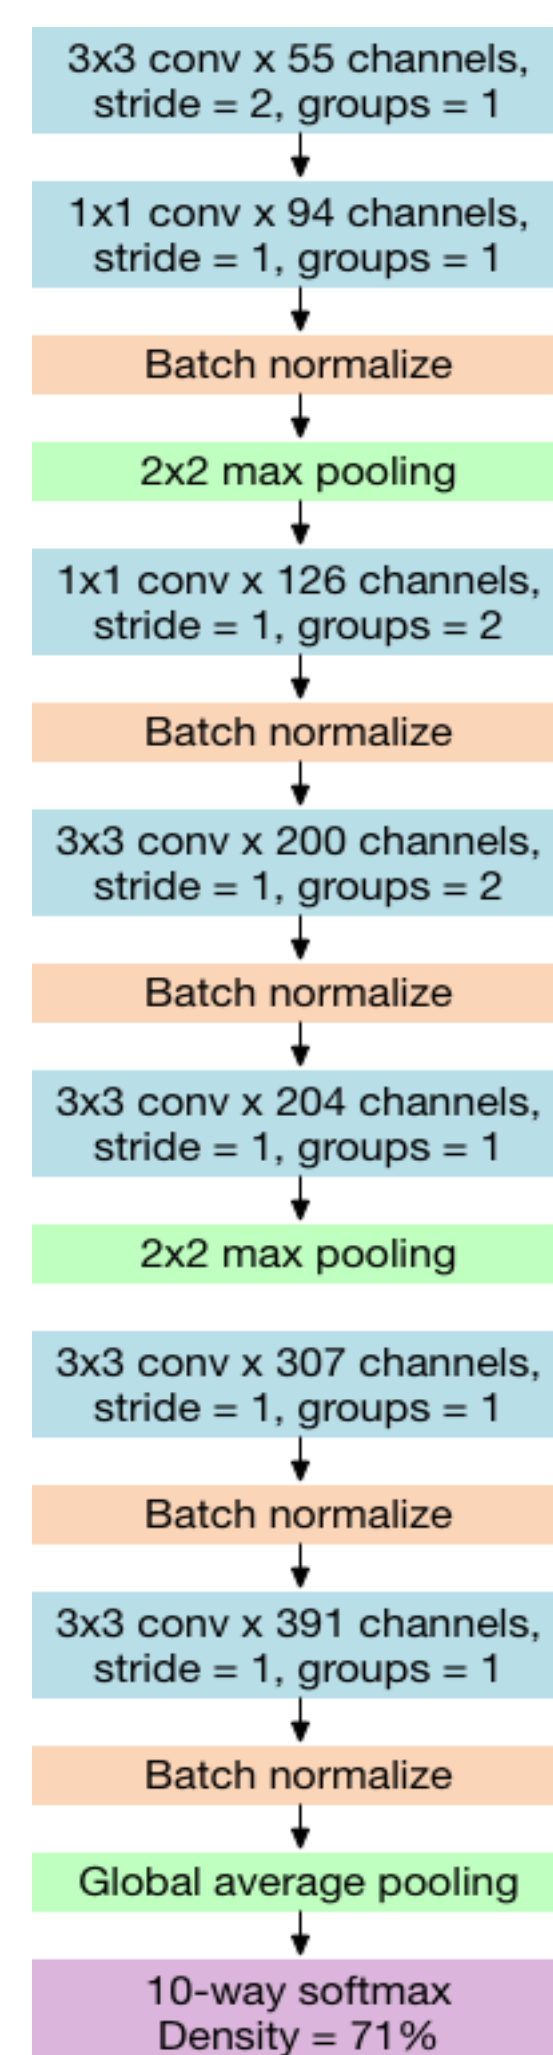 3x3 conv x 55 channels,
stride = 2, groups = 1
1x1 conv x 94 channels,
stride = 1, groups = 1
Batch normalize
2x2 max pooling
1x1 conv x 126 channels,
stride = 1, groups = 2
Batch normalize
3x3 conv x 200 channels,
stride = 1, groups = 2
Batch normalize
3x3 conv x 204 channels,
stride = 1, groups = 1
2x2 max pooling
3x3 conv x 307 channels,
stride = 1, groups = 1
Batch normalize
3x3 conv x 391 channels,
stride = 1, groups = 1
Batch normalize
Global average pooling
10-way softmax
Density = 71%